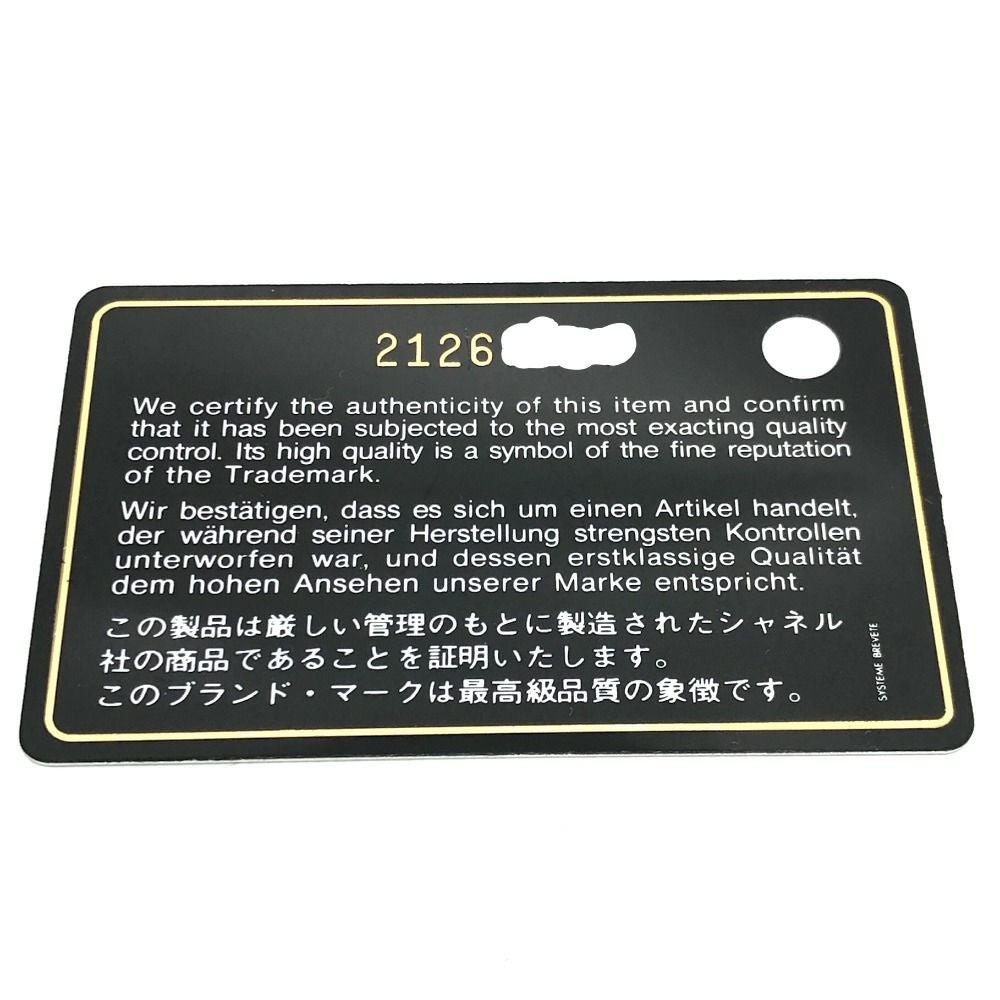 2126
We certify the authenticity of this item and confirm
that it has been subjected to the most exacting quality
control. Its high quality is a symbol of the fine reputation
of the Trademark.
Wir bestätigen, dass es sich um einen Artikel handelt,
der während seiner Herstellung strengsten Kontrollen
unterworfen war, und dessen erstklassige Qualität
dem hohen Ansehen unserer Marke entspricht.
この製品は厳しい管理のもとに製造されたシャネル
社の商品であることを証明いたします。
このブランド・マークは最高級品質の象徴です。
SYSTEME BREVETE